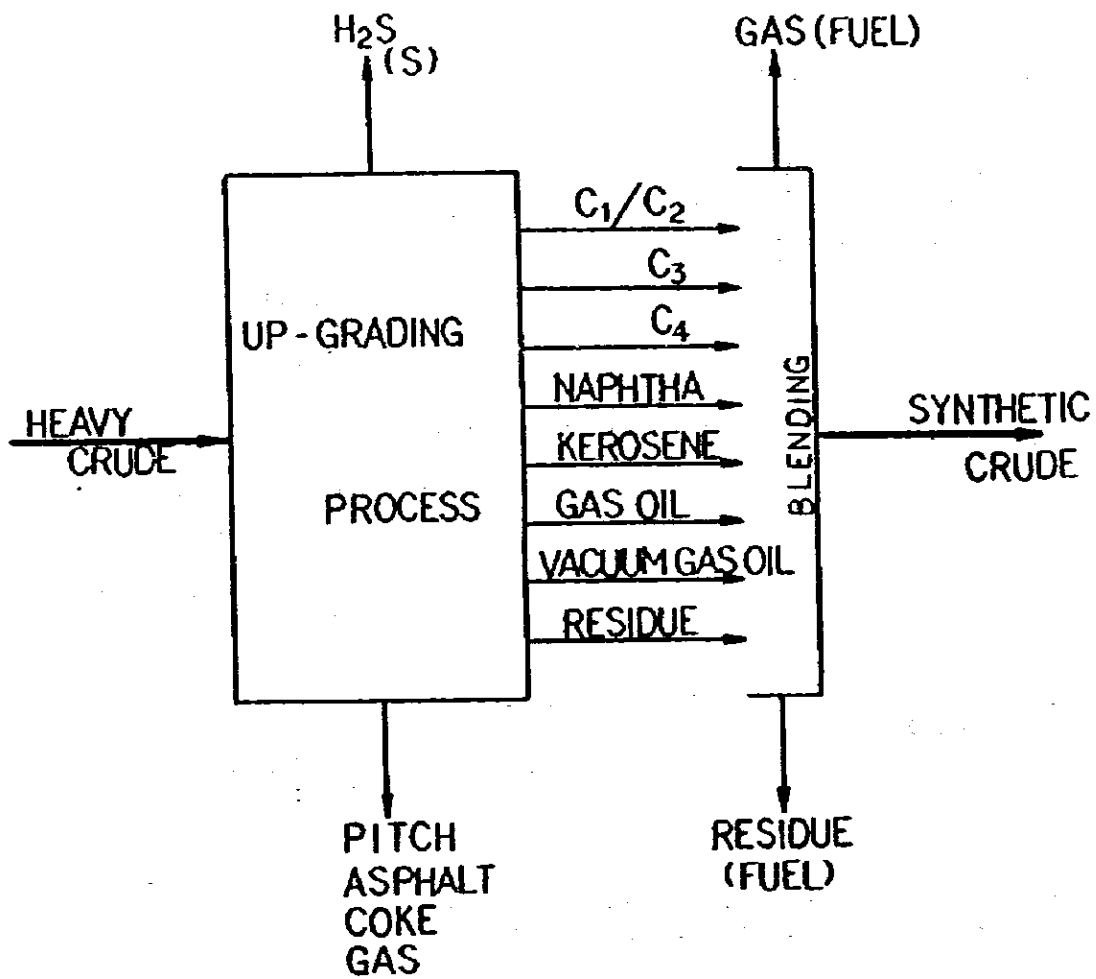 H₂S
(S)
GAS (FUEL)
C₁/C₂
C₃
UP-GRADING
C₄
NAPHTHA
HEAVY
CRUDE
KEROSENE
BLENDING
SYNTHETIC
CRUDE
PROCESS
GAS OIL
VACUUM GAS OIL
RESIDUE
PITCH
ASPHALT
COKE
GAS
RESIDUE
(FUEL)